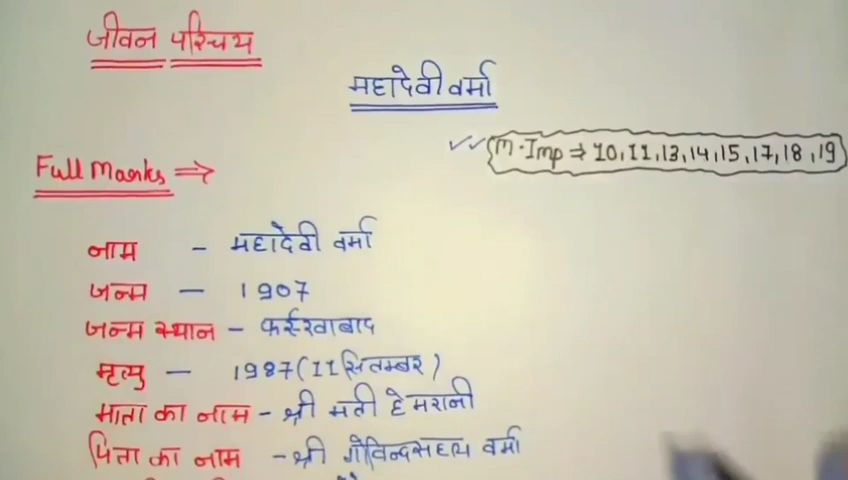 जीवन परिचय
महादेवी वर्मा
m.Imp ⇒ 10,11,13,14,15,17,18,19
Full Marks ⇒
नाम - महादेवी वर्मा
जन्म - 1907
जन्म स्थान - फर्रुखाबाद
मृत्यु - 1987(11सितम्बर)
माता का नाम - श्री मती हेमरानी
पिता का नाम - श्री गोविन्दसहाय वर्मा